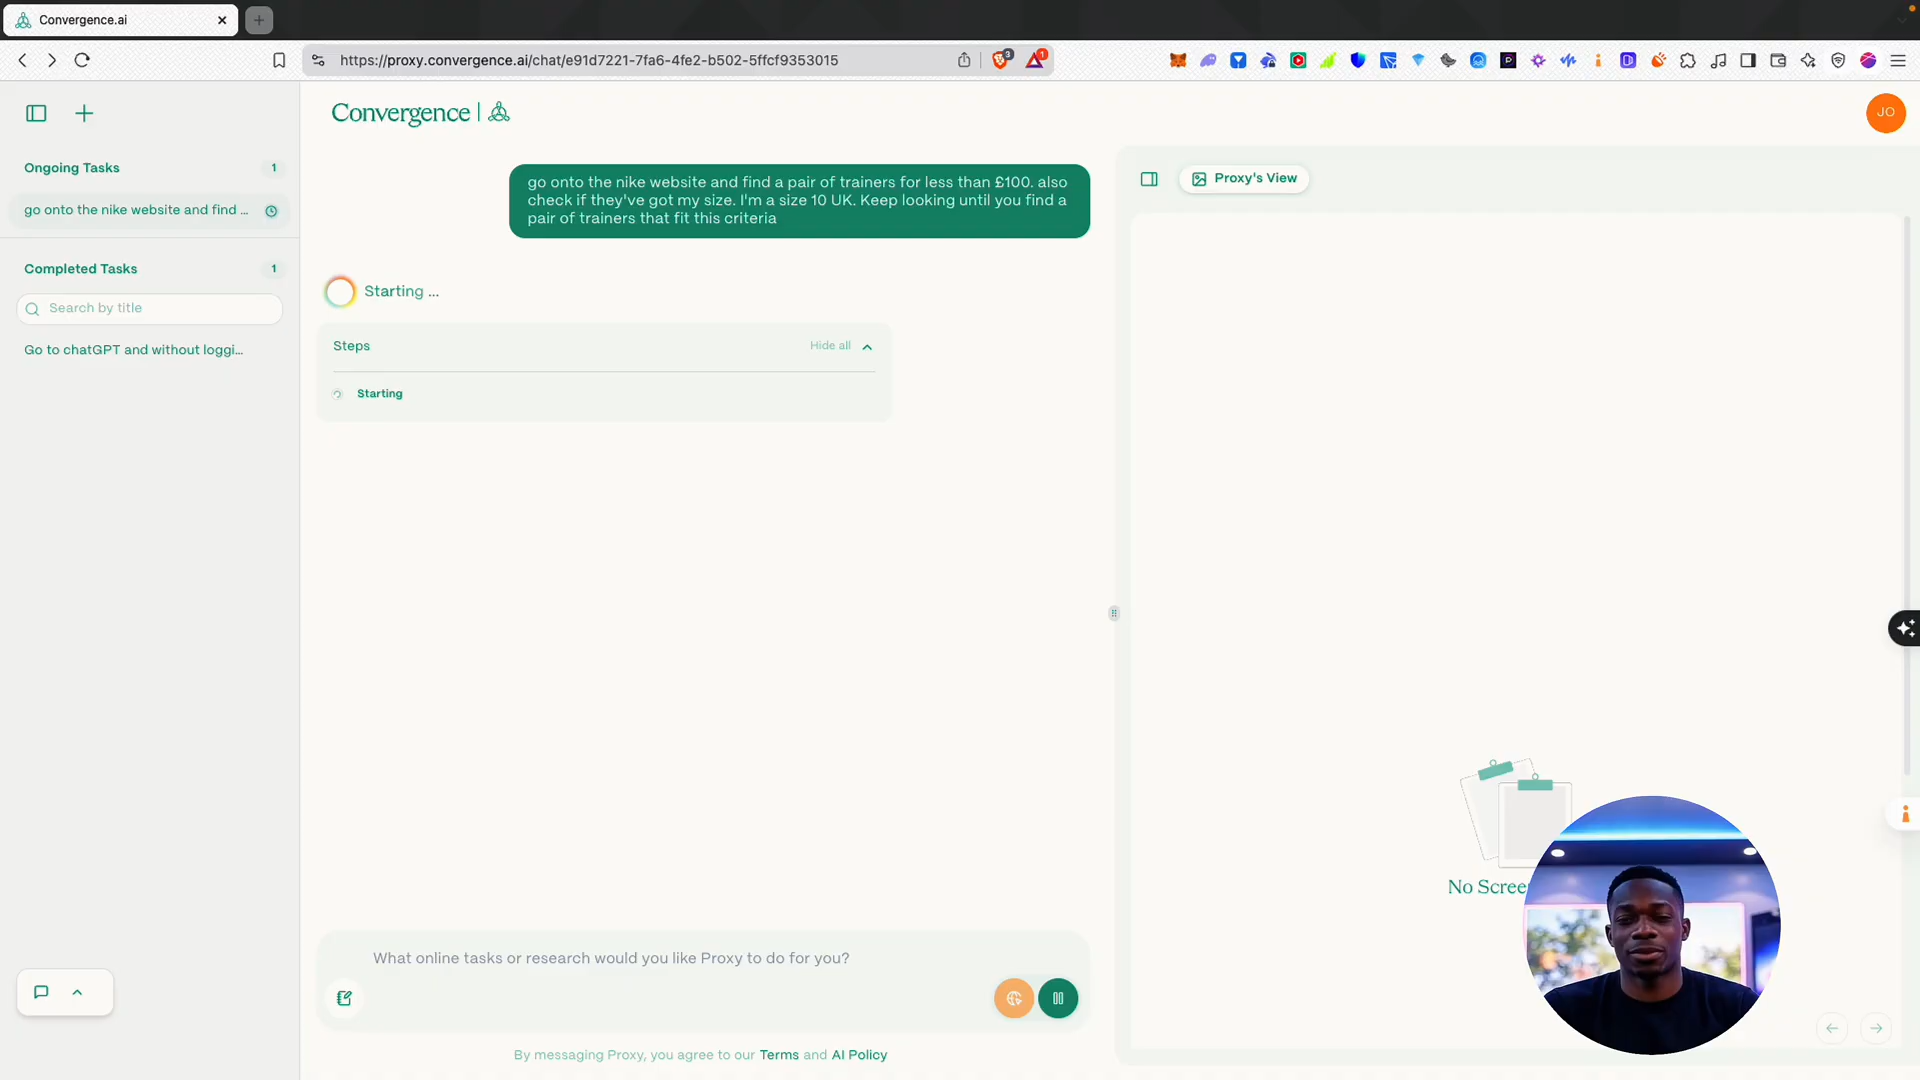 Convergence.ai
https://proxy.convergence.ai/chat/e91d7221-7fa6-4fe2-b502-5ffcf9353015
3
1
Convergence
JO
Ongoing Tasks
1
go onto the nike website and find ...
Completed Tasks
1
Search by title
Go to chatGPT and without loggi...
go onto the nike website and find a pair of trainers for less than £100. also
check if they've got my size. I'm a size 10 UK. Keep looking until you find a
pair of trainers that fit this criteria
Starting ...
Steps
Hide all
Starting
Proxy's View
No Scree
What online tasks or research would you like Proxy to do for you?
By messaging Proxy, you agree to our Terms and AI Policy